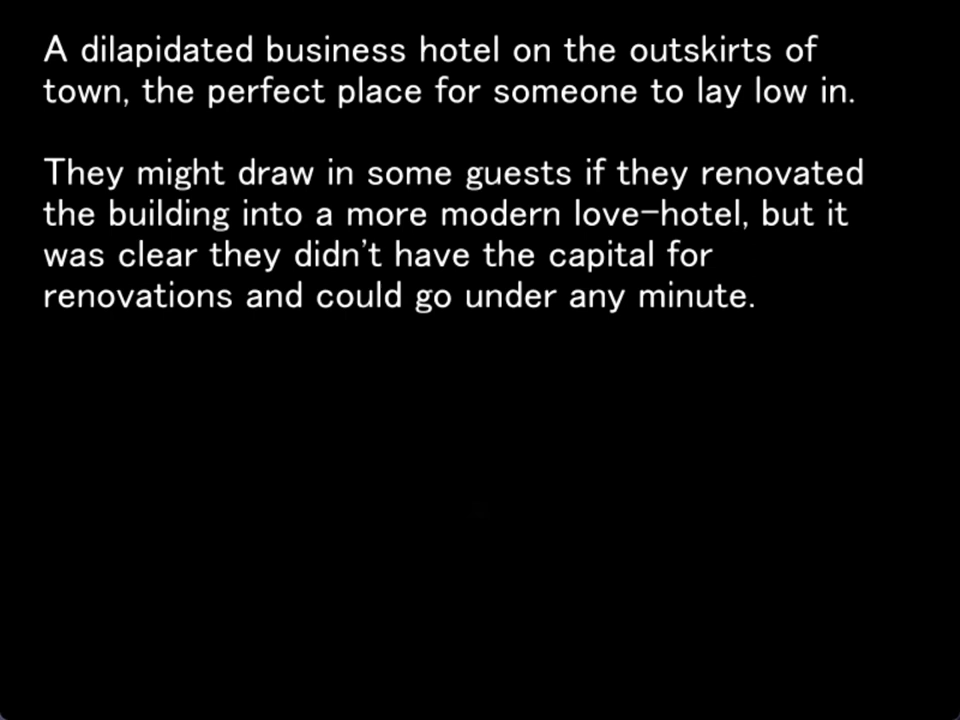 A dilapidated business hotel on the outskirts of
town, the perfect place for someone to lay low in.
They might draw in some guests if they renovated
the building into a more modern love-hotel, but it
was clear they didn't have the capital for
renovations and could go under any minute.